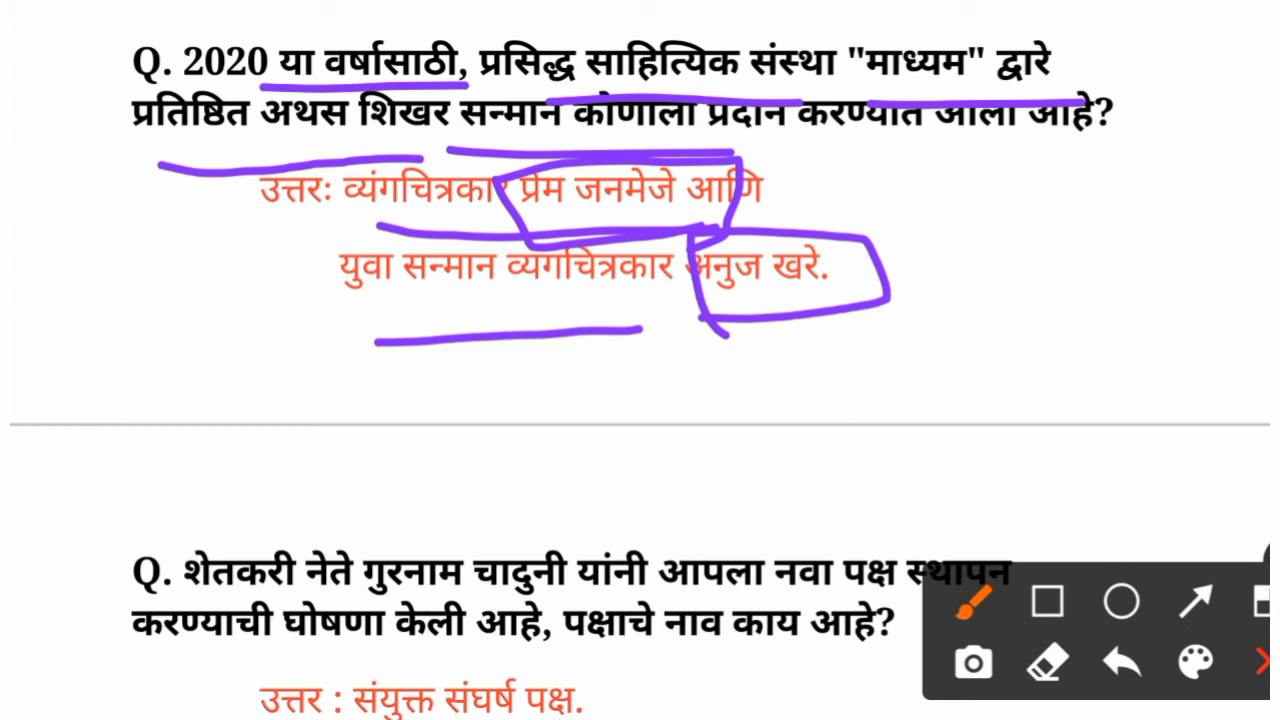 Q. 2020 या वर्षासाठी, प्रसिद्ध साहित्यिक संस्था "माध्यम" द्वारे
प्रतिष्ठित अथस शिखर सन्मान कोणाला प्रदान करण्यात आला आहे?
उत्तरः व्यंगचित्रकार प्रेम जनमेजे आणि
युवा सन्मान व्यगचित्रकार अनुज खरे.
Q. शेतकरी नेते गुरनाम चादुनी यांनी आपला नवा पक्ष स्थापन
करण्याची घोषणा केली आहे, पक्षाचे नाव काय आहे?
उत्तर : संयुक्त संघर्ष पक्ष.